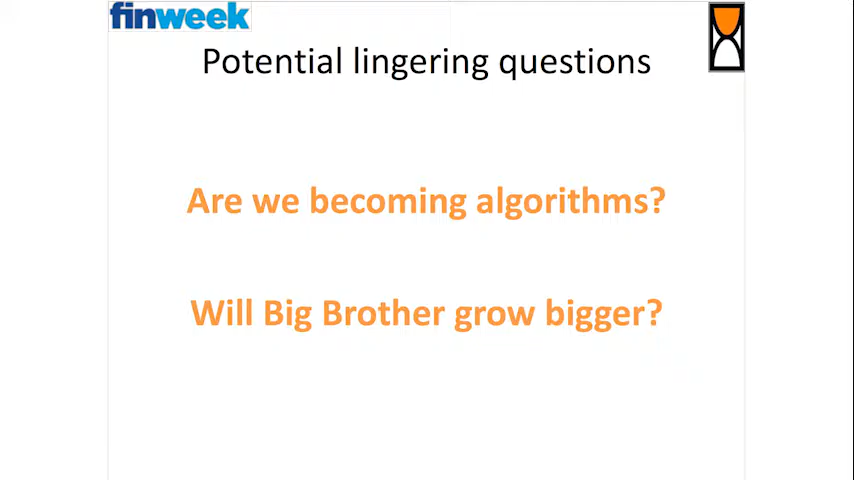 finweek
Potential lingering questions
Are we becoming algorithms?
Will Big Brother grow bigger?